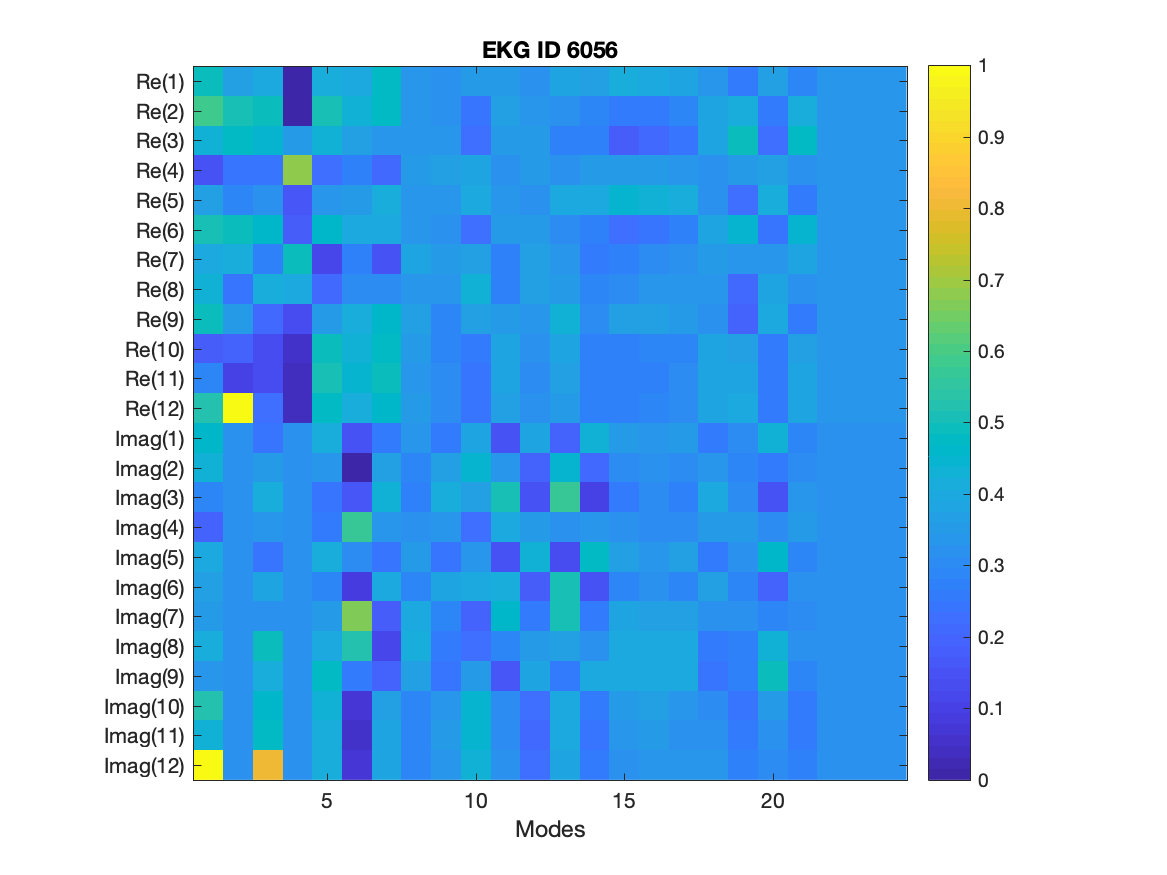 EKG ID 6056
Re(1)
Re(2)
Re(3)
Re(4)
Re(5)
Re(6)
Re(7)
Re(8)
Re(9)
Re(10)
Re(11)
Re(12)
Imag(1)
Imag(2)
Imag(3)
Imag(4)
Imag(5)
Imag(6)
Imag(7)
Imag(8)
Imag(9)
Imag(10)
Imag(11)
Imag(12)
5 10 15 20
Modes
1
0.9
0.8
0.7
0.6
0.5
0.4
0.3
0.2
0.1
0